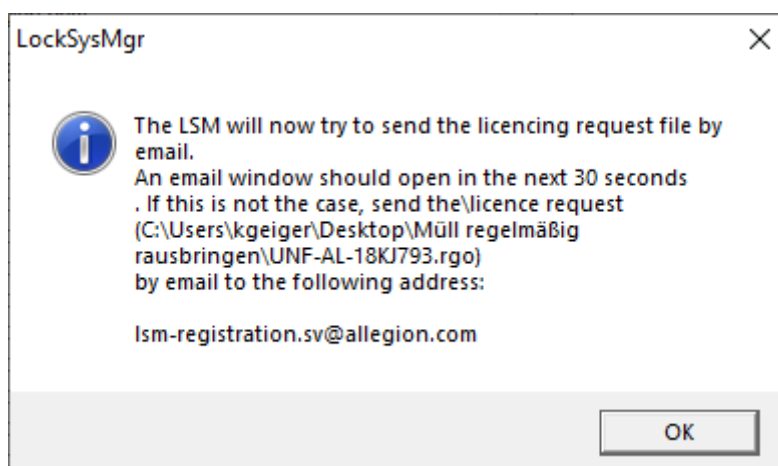 LockSysMgr
The LSM will now try to send the licencing request file by
email.
An email window should open in the next 30 seconds
. If this is not the case, send the\licence request
(C:\Users\kgeiger\Desktop\Müll regelmäßig
rausbringen\UNF-AL-18KJ793.rgo)
by email to the following address:
lsm-registration.sv@allegion.com
OK